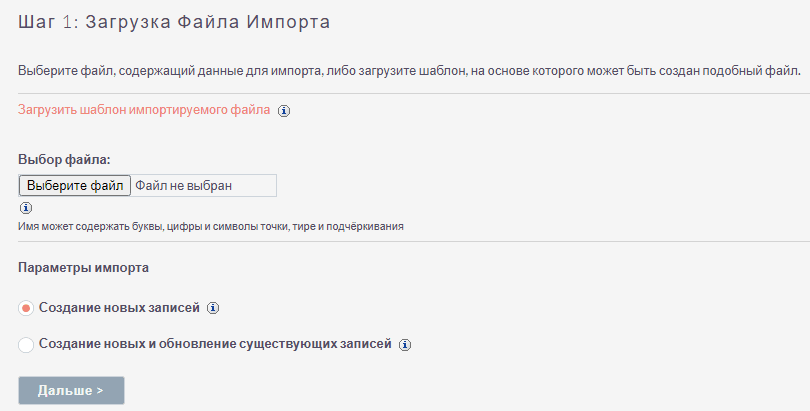 Шаг 1: Загрузка Файла Импорта
Выберите файл, содержащий данные для импорта, либо загрузите шаблон, на основе которого может быть создан подобный файл.
Загрузить шаблон импортируемого файла i
Выбор файла:
Выберите файл Файл не выбран
i
Имя может содержать буквы, цифры и символы точки, тире и подчёркивания
Параметры импорта
Создание новых записей i
Создание новых и обновление существующих записей i
Дальше >